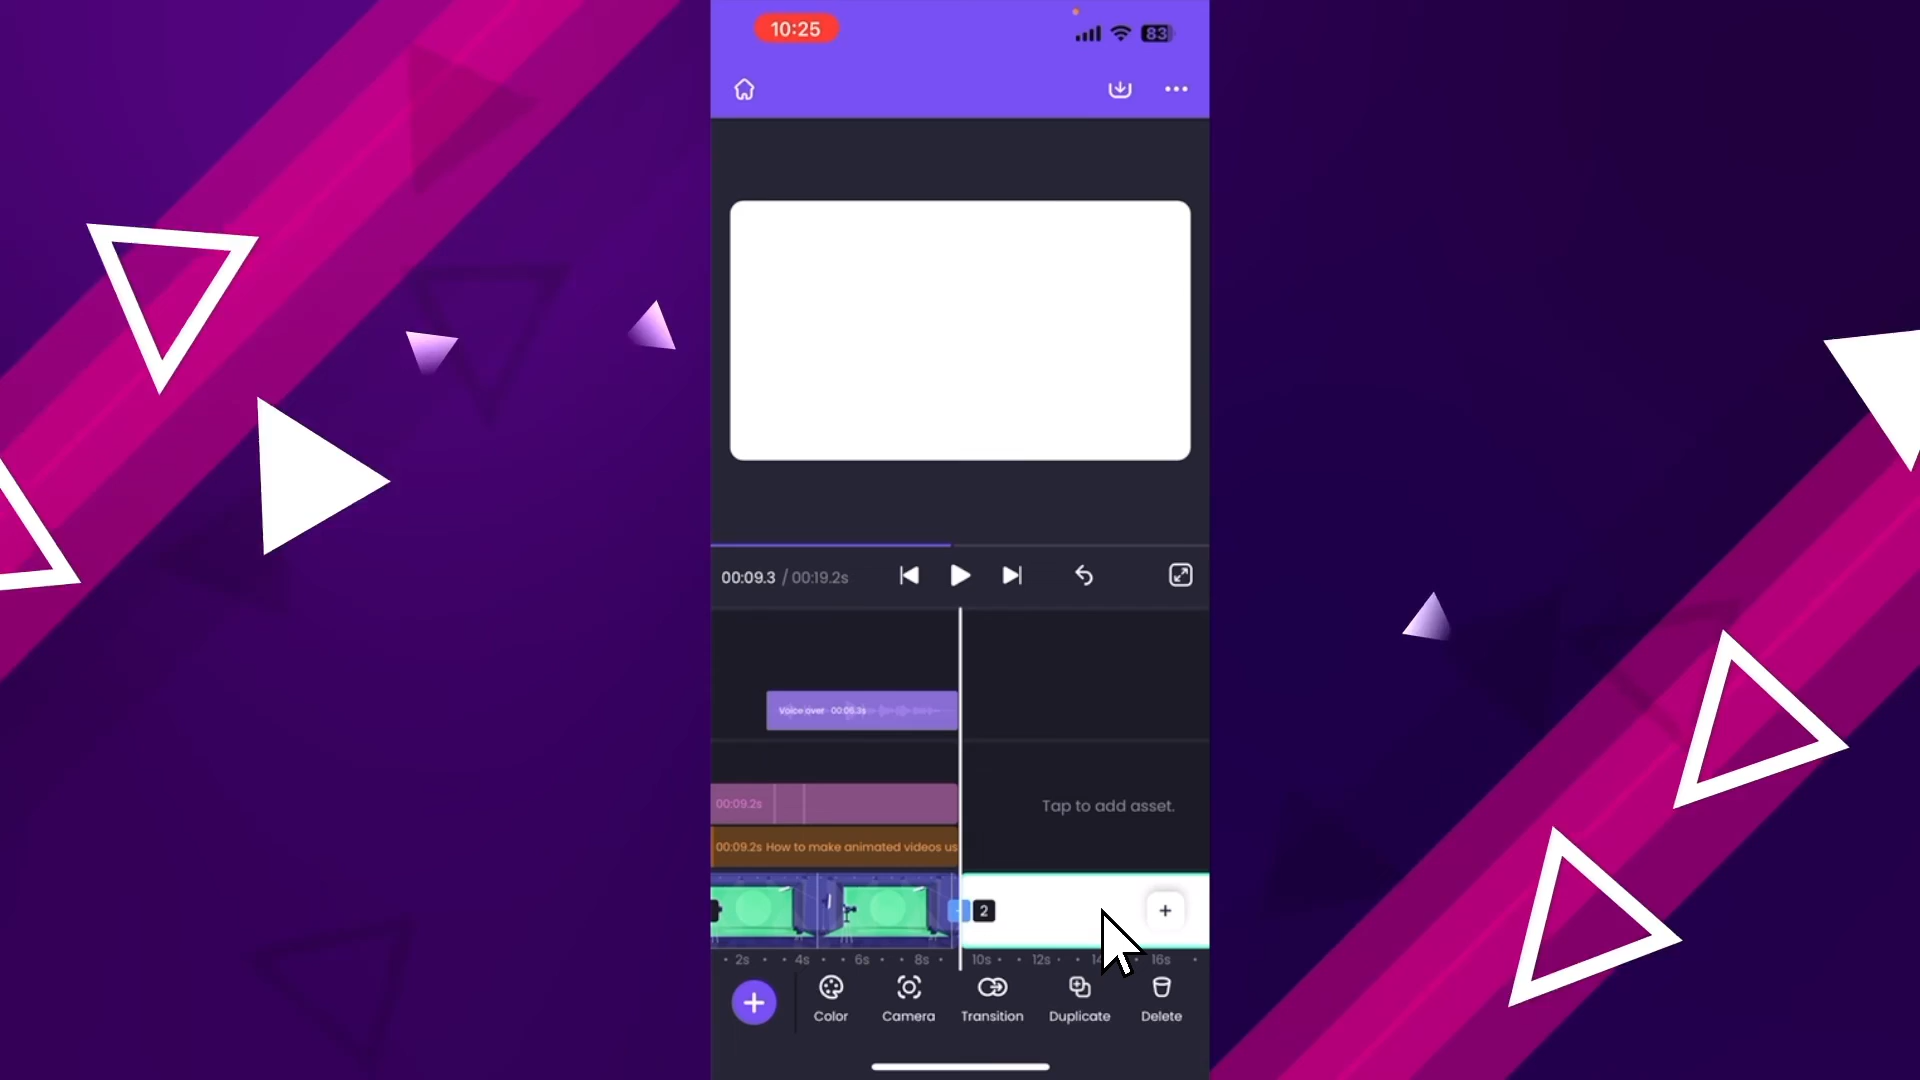 10:25
83
00:09.3 / 00:19.2s
Voice over 00:06.3s
00:09.2s
Tap to add asset.
00:09.2s How to make animated videos us
2
2s 4s 6s 8s 10s 12s 14 16s
Color Camera Transition Duplicate Delete